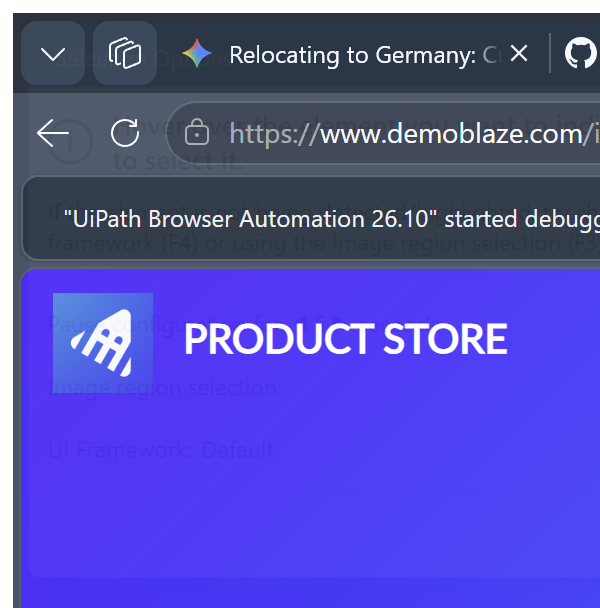 Relocating to Germany: Cu
https://www.demoblaze.com/i
"UiPath Browser Automation 26.10" started debugg
to select it.
framework (F4) or using the Image region selection (F3
PRODUCT STORE
Image region selection
UI Framework: Default